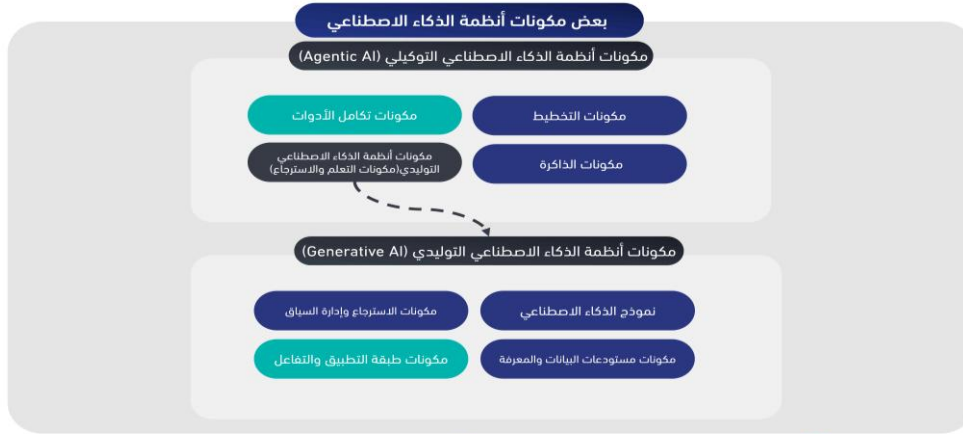 بعض مكونات أنظمة الذكاء الاصطناعي
مكونات أنظمة الذكاء الاصطناعي التوكيلي (Agentic AI)
مكونات التخطيط
مكونات تكامل الأدوات
مكونات الذاكرة
مكونات أنظمة الذكاء الاصطناعي
التوليدي(مكونات التعلم والاسترجاع)
مكونات أنظمة الذكاء الاصطناعي التوليدي (Generative AI)
نموذج الذكاء الاصطناعي
مكونات الاسترجاع وإدارة السياق
مكونات مستودعات البيانات والمعرفة
مكونات طبقة التطبيق والتفاعل